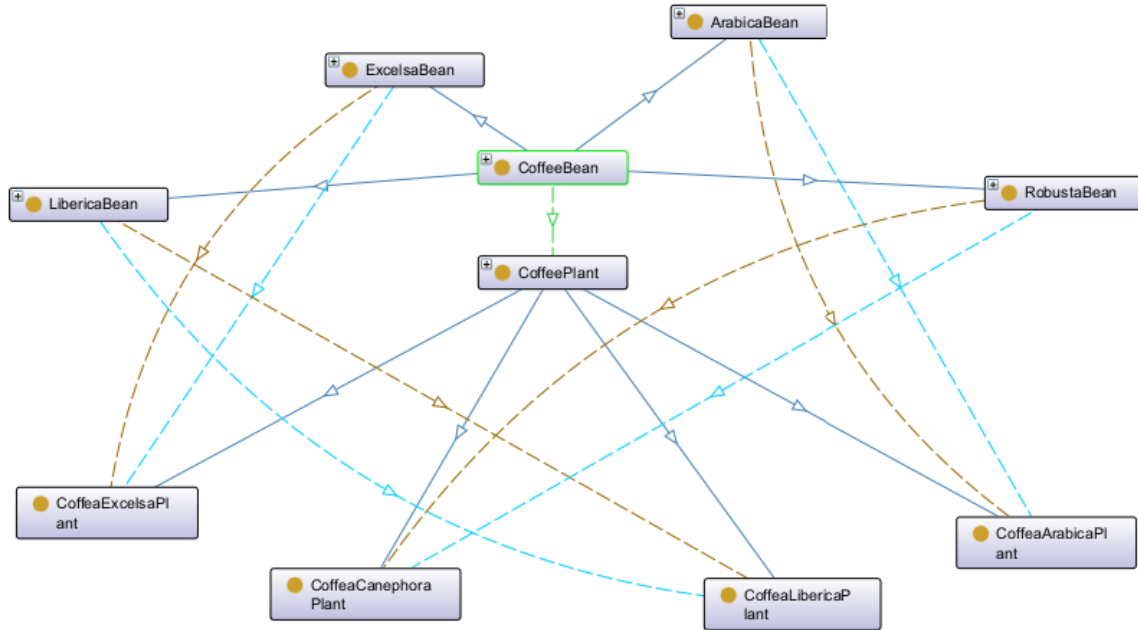 ArabicaBean
ExcelsaBean
CoffeeBean
LibericaBean
RobustaBean
CoffeePlant
CoffeaExcelsaPl
ant
CoffeaArabicaPl
ant
CoffeaCanephora
Plant
CoffeaLibericaP
lant